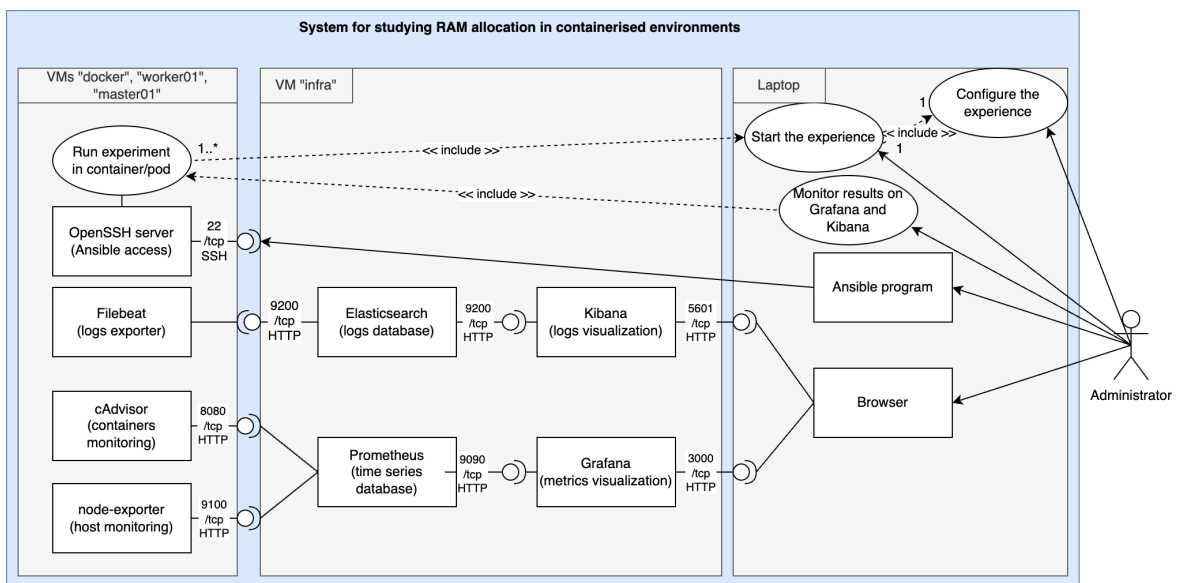 System for studying RAM allocation in containerised environments
VMs "docker", "worker01",
"master01"
VM "infra"
Laptop
Configure the
experience
1
<< include >>
1
Start the experience
Run experiment
in container/pod
1..*
<< include >>
<< include >>
Monitor results on
Grafana and
Kibana
OpenSSH server
(Ansible access)
22
/tcp
SSH
Ansible program
Filebeat
(logs exporter)
9200
/tcp
HTTP
Elasticsearch
(logs database)
9200
/tcp
HTTP
Kibana
(logs visualization)
5601
/tcp
HTTP
Administrator
Browser
cAdvisor
(containers
monitoring)
8080
/tcp
HTTP
Prometheus
(time series
database)
9090
/tcp
HTTP
Grafana
(metrics visualization)
3000
/tcp
HTTP
node-exporter
(host monitoring)
9100
/tcp
HTTP